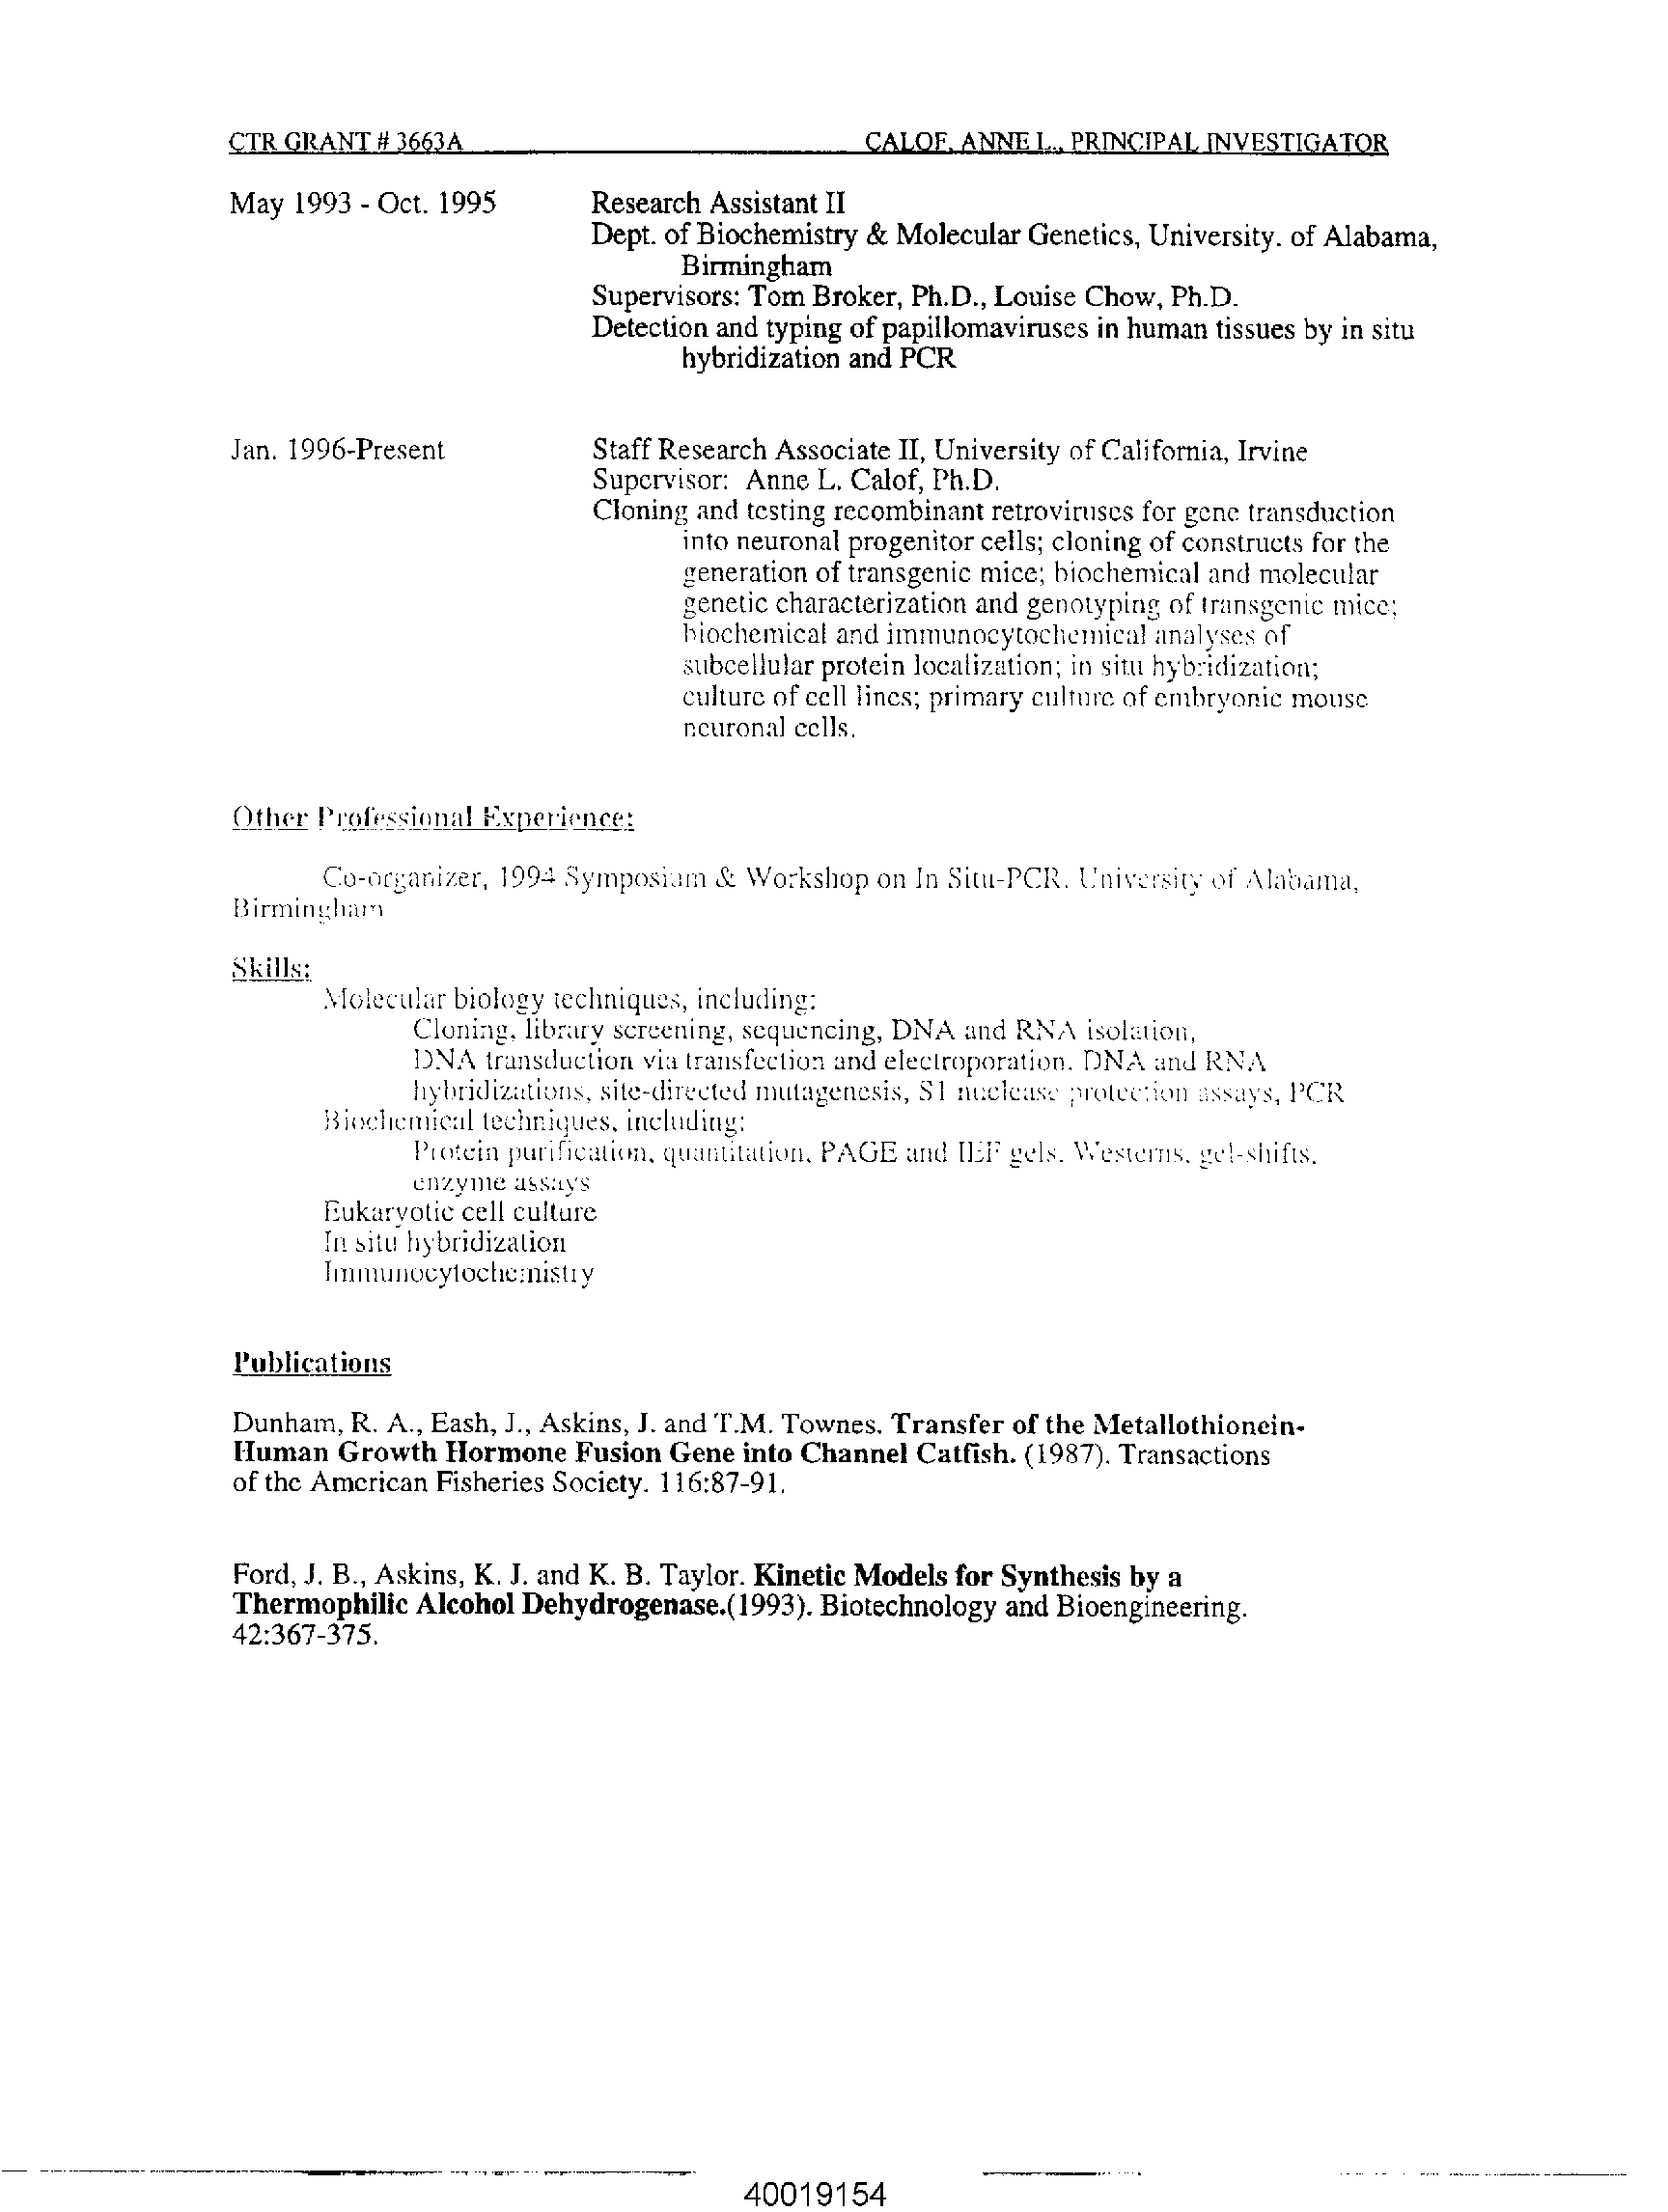 CTR GRANT # 3663A CALOF, ANNE L., PRINCIPAL INVESTIGATOR
May 1993 - Oct. 1995 Research Assistant II
Dept. of Biochemistry & Molecular Genetics, University. of Alabama,
Birmingham
Supervisors: Tom Broker, Ph.D., Louise Chow, Ph.D.
Detection and typing of papillomaviruses in human tissues by in situ
hybridization and PCR
Jan. 1996-Present Staff Research Associate II, University of California, Irvine
Supervisor: Anne L. Calof, Ph.D.
Cloning and testing recombinant retroviruses for gene transduction
into neuronal progenitor cells; cloning of constructs for the
generation of transgenic mice; biochemical and molecular
genetic characterization and genotyping of transgenic mice;
biochemical and immunocytochemical analyses of
subcellular protein localization; in situ hybridization;
culture of cell lines; primary culture of embryonic mouse
neuronal cells.
Other Professional Experience:
Co-organizer, 1994 Symposium & Workshop on In Situ-PCR. University of Alabama,
Birmingham
Skills:
Molecular biology techniques, including:
Cloning, library screening, sequencing, DNA and RNA isolation,
DNA transduction via transfection and electroporation. DNA and RNA
hybridizations, site-directed mutagenesis, S1 nuclease protection assays, PCR
Biochemical techniques, including:
Protein purification, quantitation, PAGE and IEF gels. Westerns, gel-shifts,
enzyme assays
Eukaryotic cell culture
In situ hybridization
Immunocytochemistry
Publications
Dunham, R. A., Eash, J., Askins, J. and T.M. Townes. Transfer of the Metallothionein-
Human Growth Hormone Fusion Gene into Channel Catfish. (1987). Transactions
of the American Fisheries Society. 116:87-91.
Ford, J. B., Askins, K. J. and K. B. Taylor. Kinetic Models for Synthesis by a
Thermophilic Alcohol Dehydrogenase.(1993). Biotechnology and Bioengineering.
42:367-375.
40019154